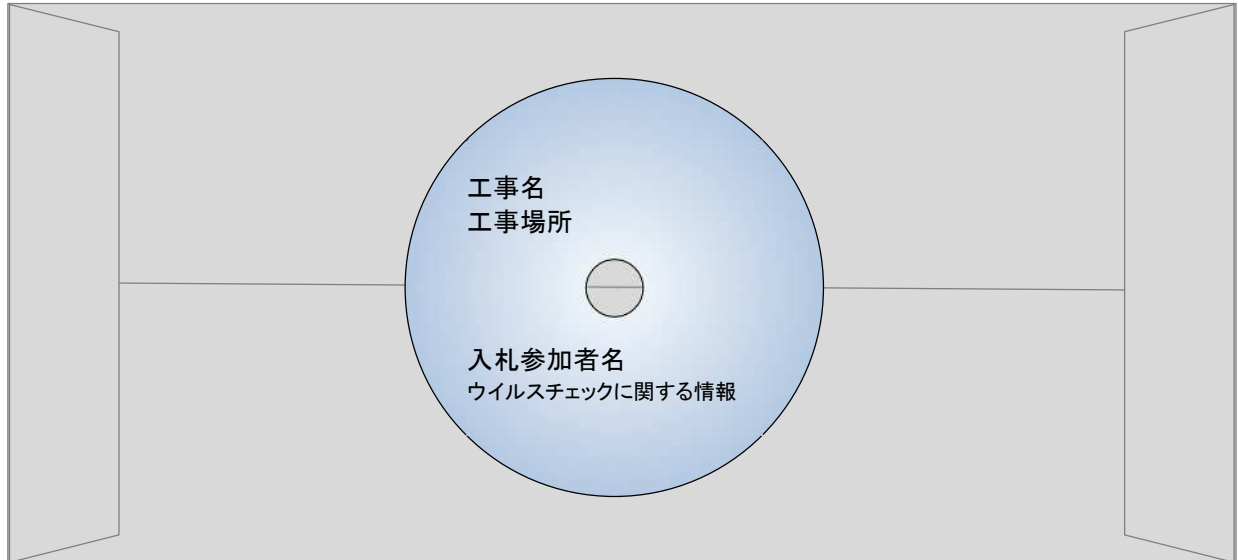 工事名
工事場所
入札参加者名
ウイルスチェックに関する情報